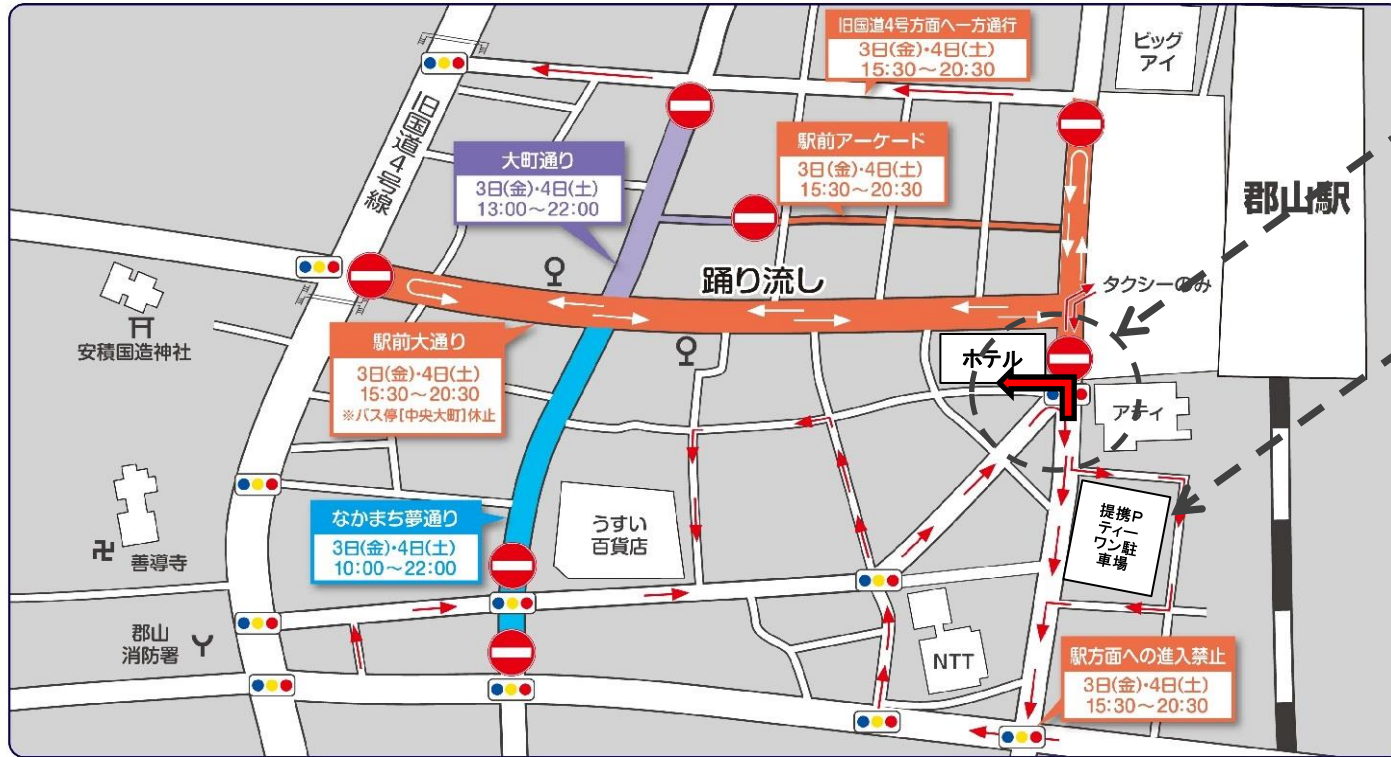 旧国道4号方面へ一方通行
3日(金)・4日(土)
15:30～20:30
ビッグ
アイ
旧国道4号線
大町通り
3日(金)・4日(土)
13:00～22:00
駅前アーケード
3日(金)・4日(土)
15:30～20:30
郡山駅
踊り流し
タクシーのみ
安積国造神社
駅前大通り
3日(金)・4日(土)
15:30～20:30
※バス停[中央大町]休止
ホテル
アティ
なかまち夢通り
3日(金)・4日(土)
10:00～22:00
うすい
百貨店
提携P
ティー
ワン駐
車場
卍 善導寺
郡山
消防署
NTT
駅方面への進入禁止
3日(金)・4日(土)
15:30～20:30